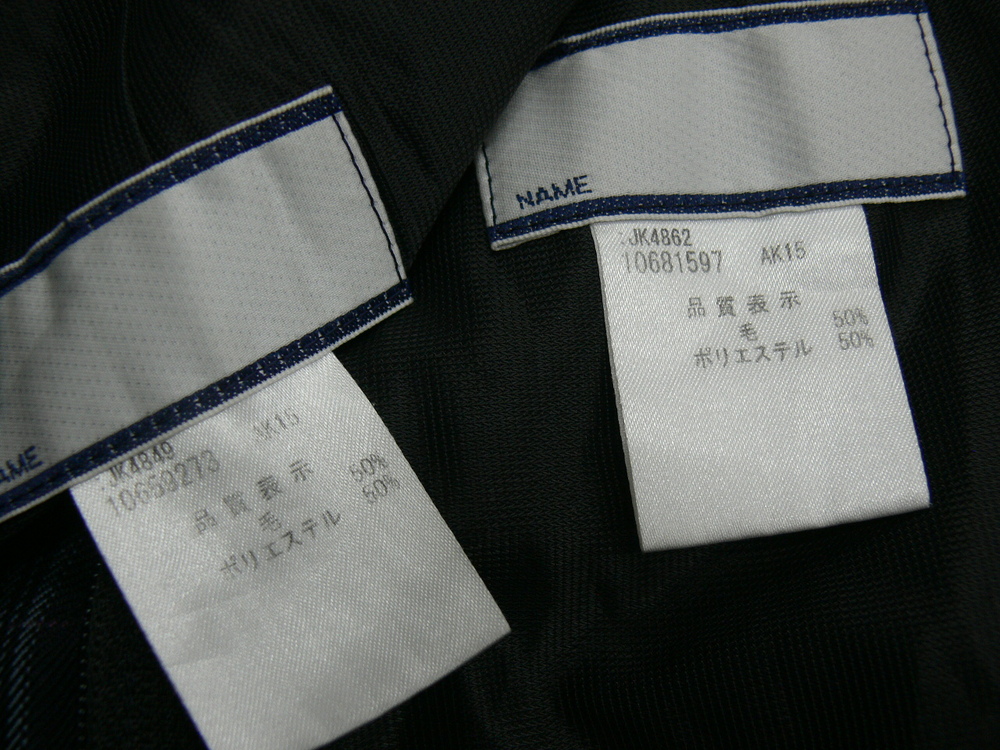 NAME
JK4849
10659273 AK15
品質表示
毛 50%
ポリエステル 50%
NAME
:JK4862
10681597 AK15
品質表示
毛 50%
ポリエステル 50%